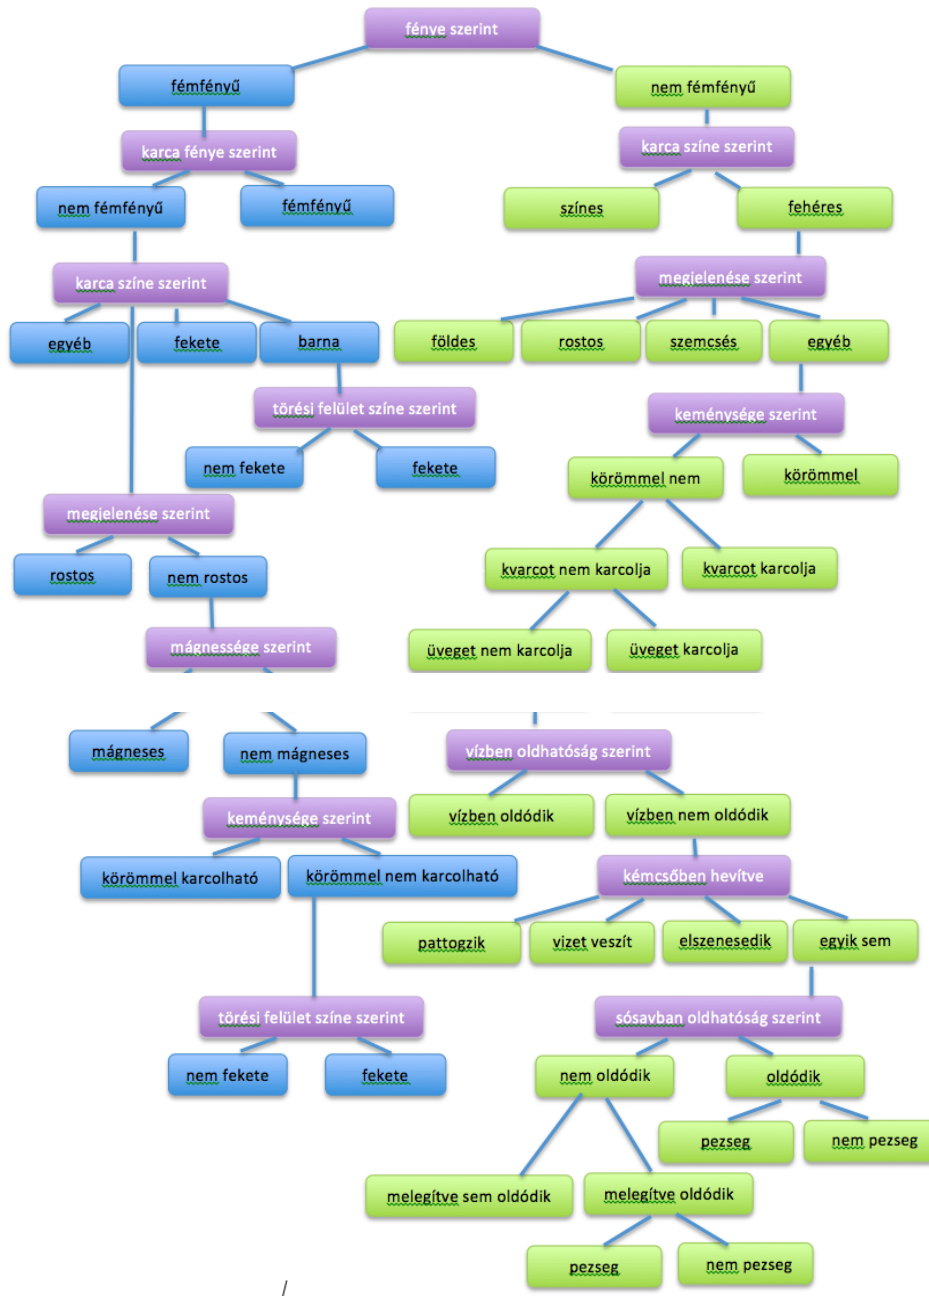 fénye szerint
fémfényű
nem fémfényű
karca fénye szerint
karca színe szerint
nem fémfényű
fémfényű
színes
fehéres
karca színe szerint
megjelenése szerint
egyéb
fekete
barna
földes
rostos
szemcsés
egyéb
törési felület színe szerint
keménysége szerint
nem fekete
fekete
körömmel nem
körömmel
megjelenése szerint
rostos
nem rostos
kvarcot nem karcolja
kvarcot karcolja
mágnessége szerint
üveget nem karcolja
üveget karcolja
mágneses
nem mágneses
vízben oldhatóság szerint
keménysége szerint
vízben oldódik
vízben nem oldódik
körömmel karcolható
körömmel nem karcolható
kémcsőben hevítve
pattogzik
vizet veszít
elszenesedik
egyik sem
törési felület színe szerint
sósavban oldhatóság szerint
nem fekete
fekete
nem oldódik
oldódik
pezseg
nem pezseg
melegítve sem oldódik
melegítve oldódik
pezseg
nem pezseg
/